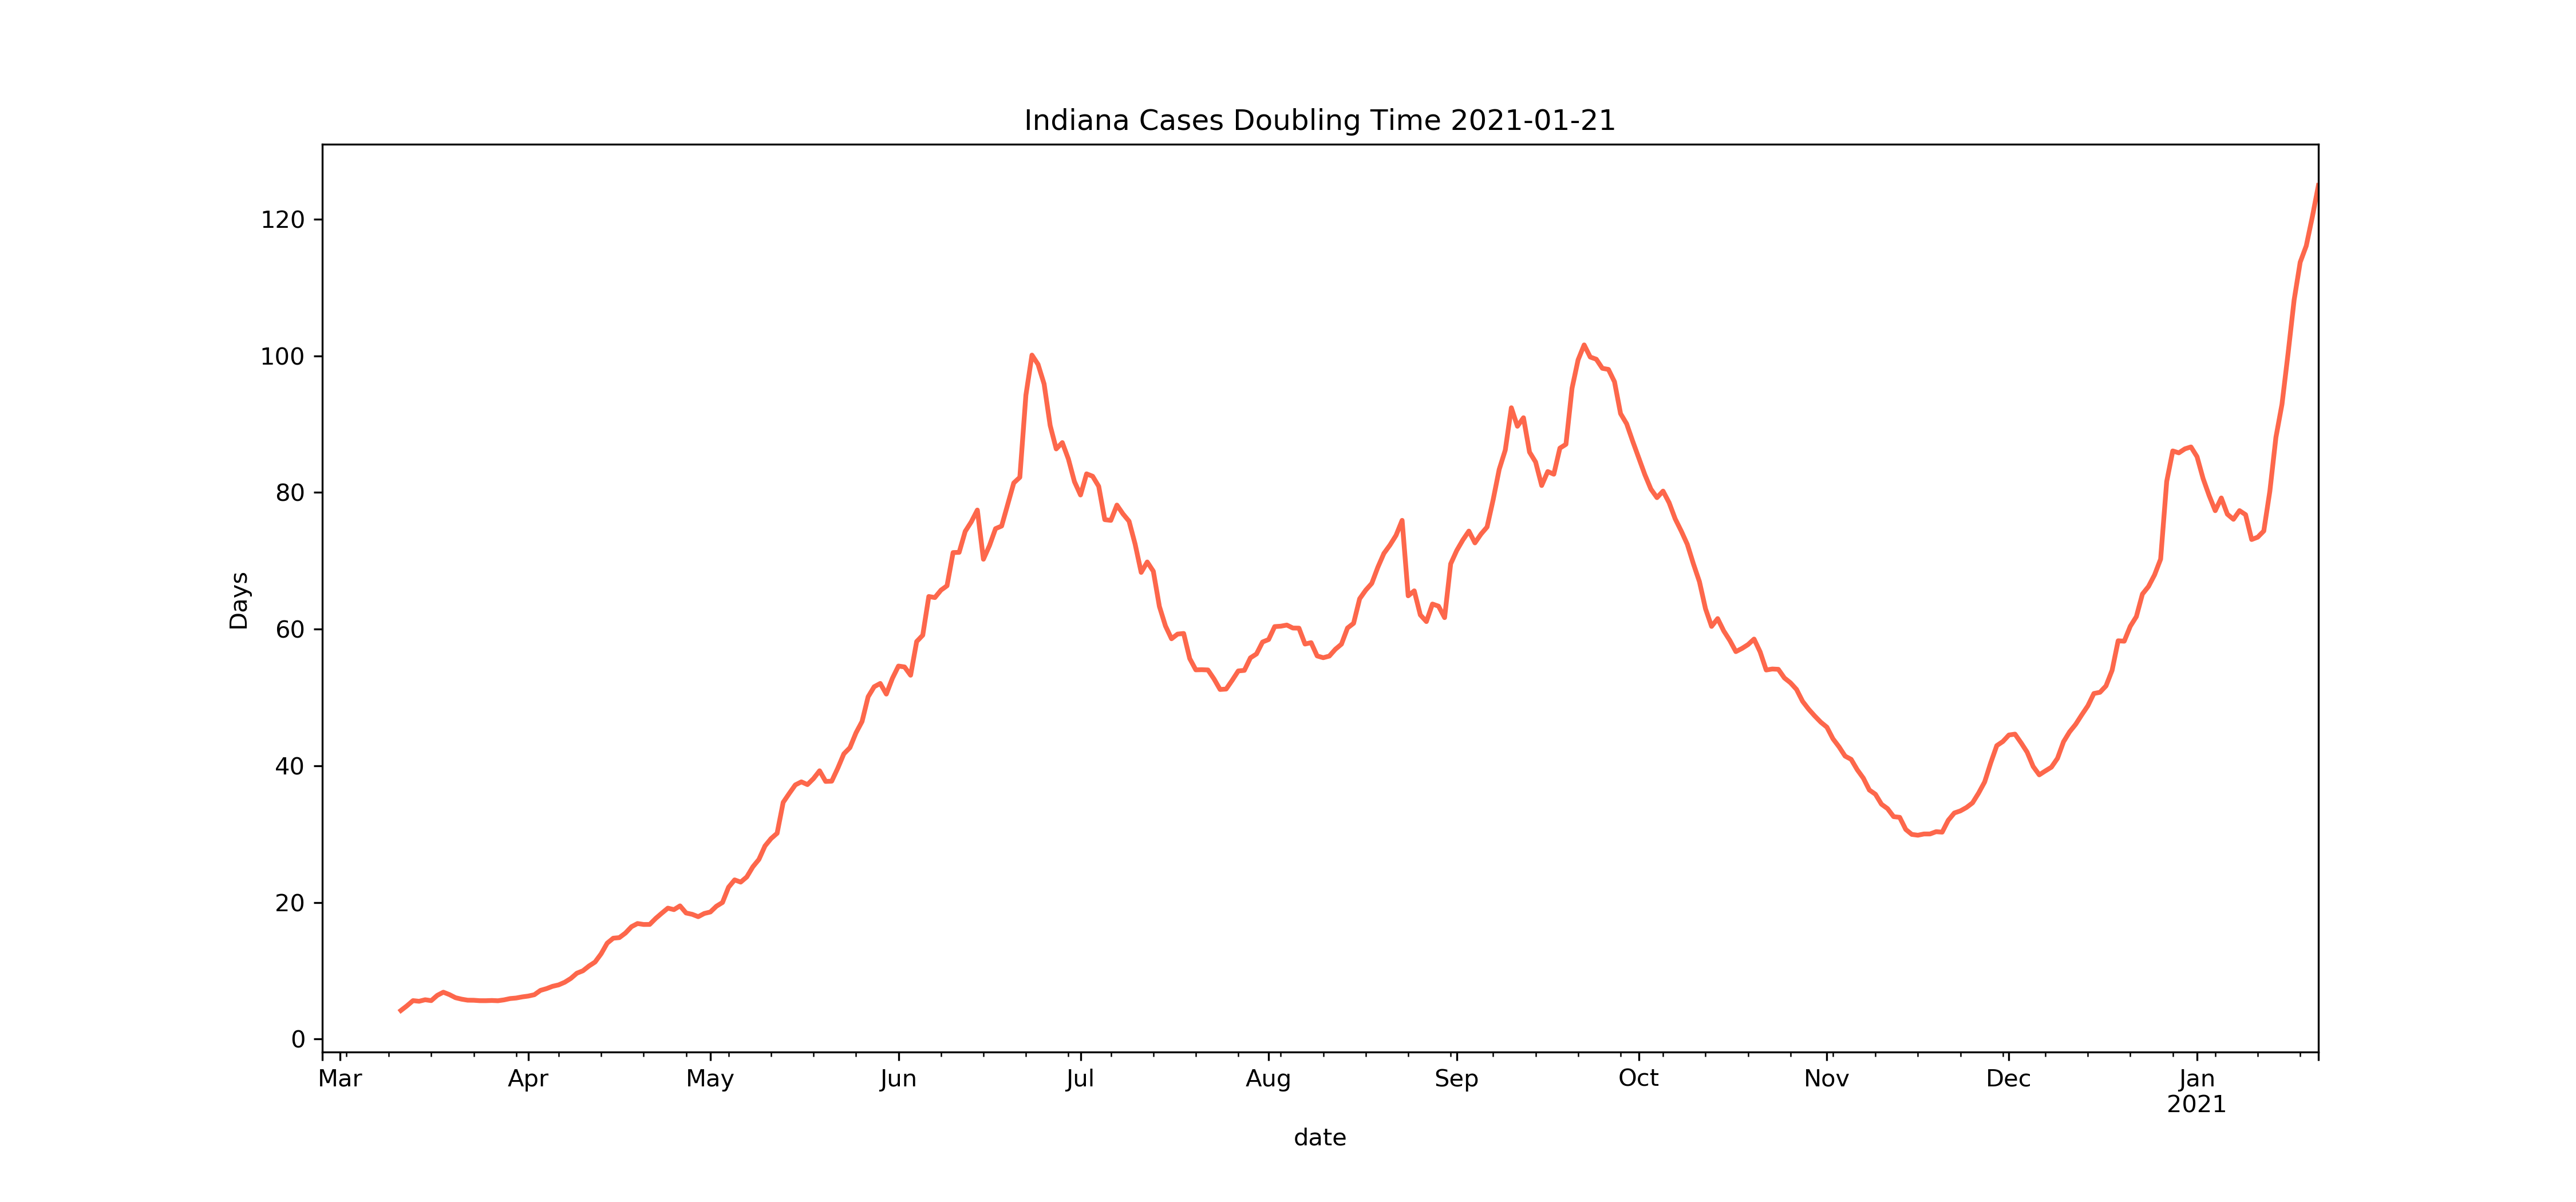 Indiana Cases Doubling Time 2021-01-21
120
100
80
60
40
20
0
Days
Mar Apr May Jun Jul Aug Sep Oct Nov Dec Jan
2021
date